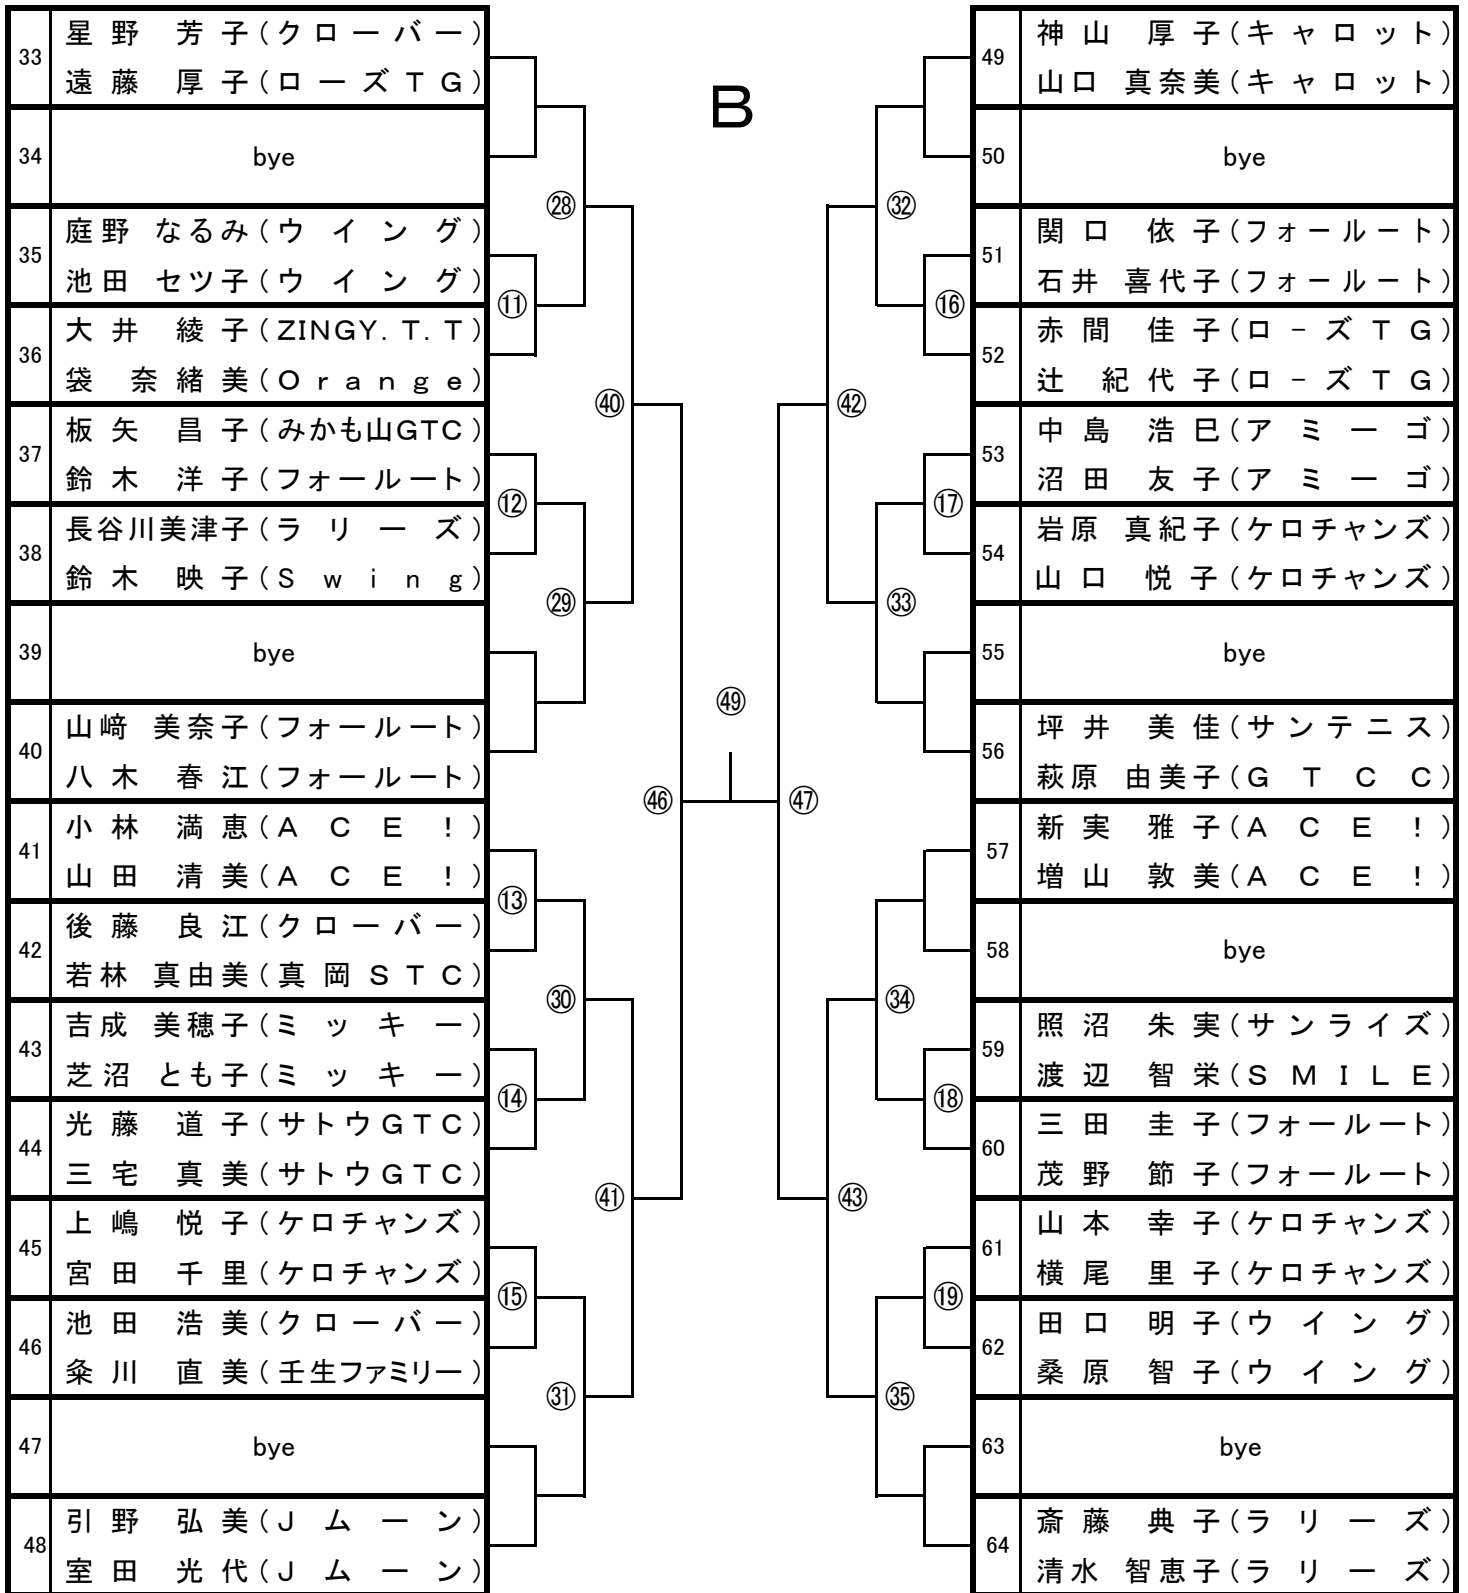 B
33
星野 芳子(クローバー)
遠藤 厚子(ローズTG)
34
bye
35
庭野 なるみ(ウイング)
池田 セツ子(ウイング)
36
大井 綾子(ZINGY.T.T)
袋 奈緒美(Orange)
37
板矢 昌子(みかも山GTC)
鈴木 洋子(フォールート)
38
長谷川美津子(ラリーズ)
鈴木 映子(Swing)
39
bye
40
山﨑 美奈子(フォールート)
八木 春江(フォールート)
41
小林 満恵(ACE!)
山田 清美(ACE!)
42
後藤 良江(クローバー)
若林 真由美(真岡STC)
43
吉成 美穂子(ミッキー)
芝沼 とも子(ミッキー)
44
光藤 道子(サトウGTC)
三宅 真美(サトウGTC)
45
上嶋 悦子(ケロチャンズ)
宮田 千里(ケロチャンズ)
46
池田 浩美(クローバー)
粂川 直美(壬生ファミリー)
47
bye
48
引野 弘美(Jムーン)
室田 光代(Jムーン)
⑪
⑫
⑬
⑭
⑮
㉘
㉙
㉚
㉛
㊵
㊶
㊻
㊾
㊼
㊷
㊸
㉜
㉝
㉞
㉟
⑯
⑰
⑱
⑲
49
神山 厚子(キャロット)
山口 真奈美(キャロット)
50
bye
51
関口 依子(フォールート)
石井 喜代子(フォールート)
52
赤間 佳子(ロ-ズTG)
辻 紀代子(ロ-ズTG)
53
中島 浩巳(アミーゴ)
沼田 友子(アミーゴ)
54
岩原 真紀子(ケロチャンズ)
山口 悦子(ケロチャンズ)
55
bye
56
坪井 美佳(サンテニス)
萩原 由美子(GTCC)
57
新実 雅子(ACE!)
増山 敦美(ACE!)
58
bye
59
照沼 朱実(サンライズ)
渡辺 智栄(SMILE)
60
三田 圭子(フォールート)
茂野 節子(フォールート)
61
山本 幸子(ケロチャンズ)
横尾 里子(ケロチャンズ)
62
田口 明子(ウイング)
桑原 智子(ウイング)
63
bye
64
斎藤 典子(ラリーズ)
清水 智恵子(ラリーズ)